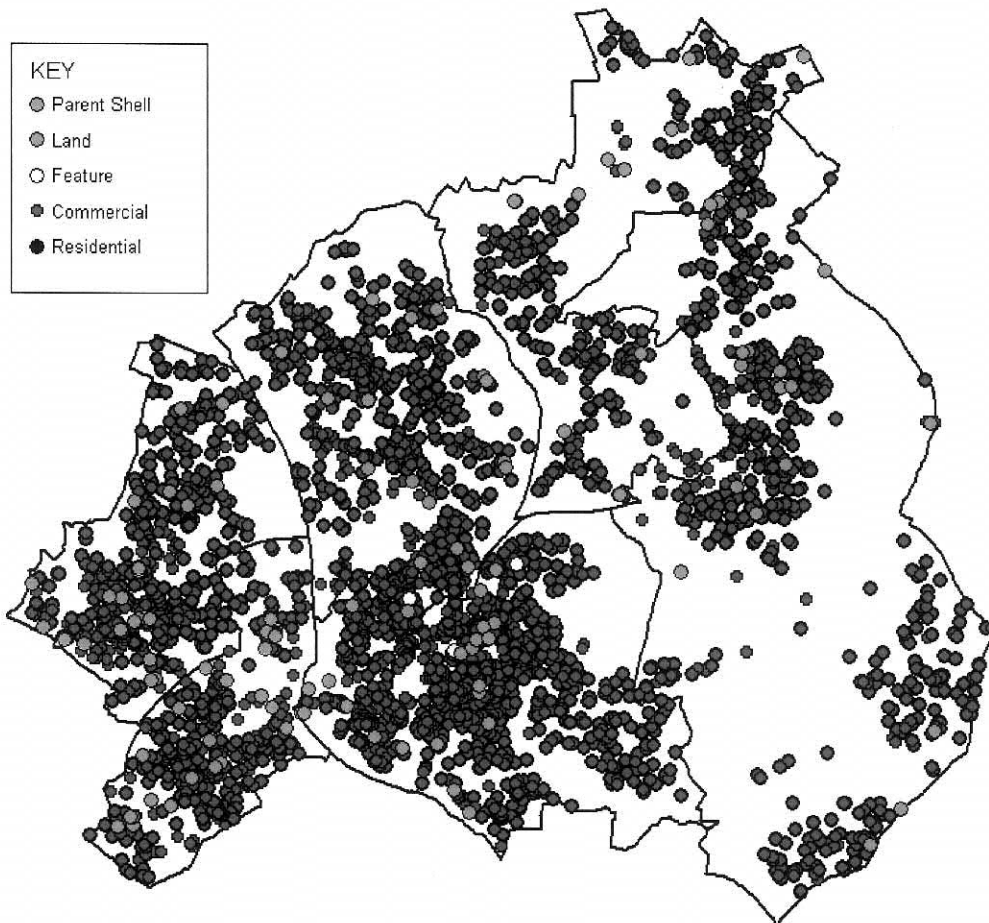 KEY
Parent Shell
Land
Feature
Commercial
Residential